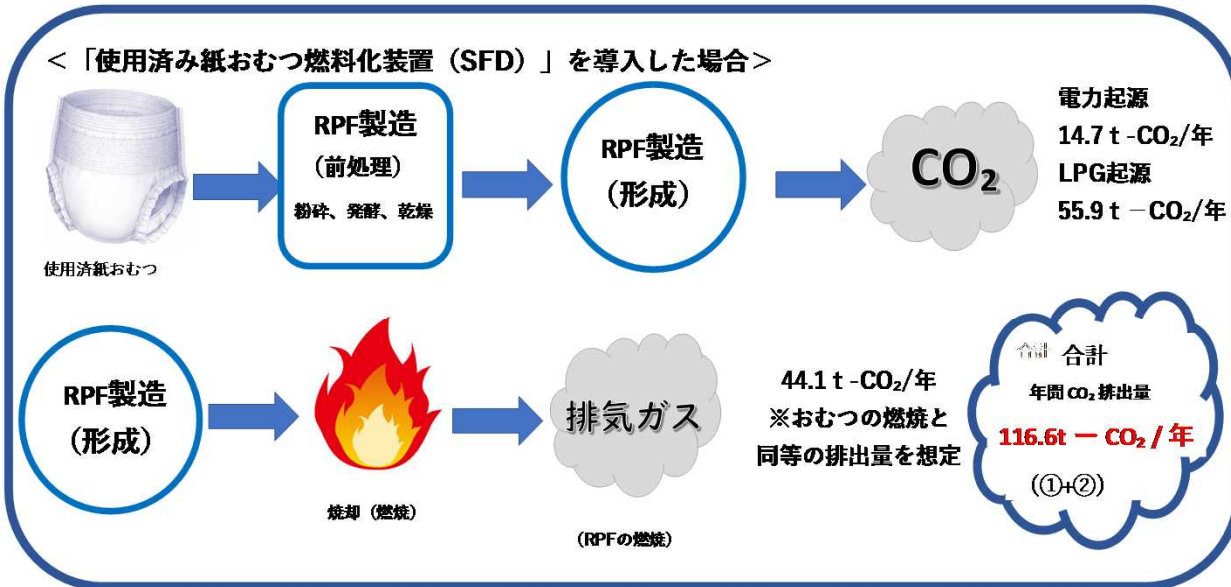 ＜「使用済み紙おむつ燃料化装置（SFD）」を導入した場合＞
RPF製造
（前処理）
粉砕、発酵、乾燥
使用済紙おむつ
RPF製造
（形成）
CO₂
電力起源
14.7ｔ-CO₂/年
LPG起源
55.9ｔ－CO₂/年
RPF製造
（形成）
焼却（燃焼）
排気ガス
（RPFの燃焼）
44.1ｔ-CO₂/年
※おむつの燃焼と
同等の排出量を想定
合計 合計
年間CO₂排出量
116.6t － CO₂ / 年
（（①+②））